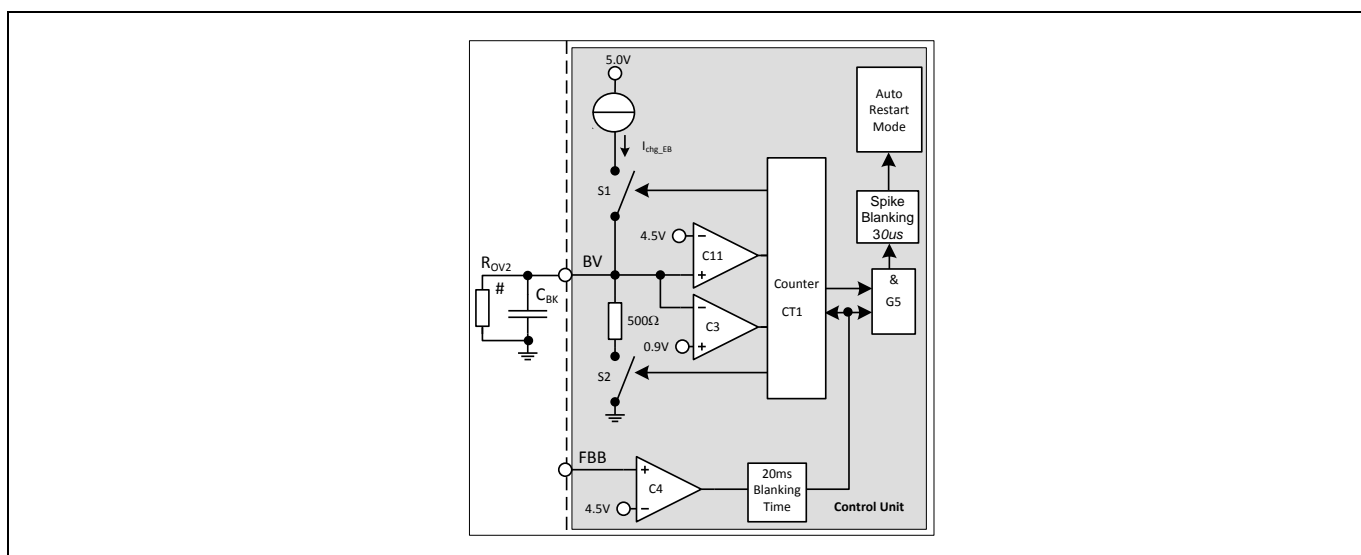 5.0V
Auto
Restart
Mode
Ichg_EB
S1
Spike
Blanking
30us
4.5V
C11
BV
ROV2
#
CBK
&
G5
Counter
CT1
500Ω
C3
0.9V
S2
FBB
C4
4.5V
20ms
Blanking
Time
Control Unit
+
-
-
+
+
-